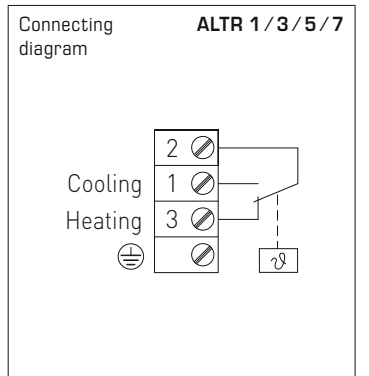 Connecting diagram
ALTR 1/3/5/7
2
Cooling 1
Heating 3
ϑ